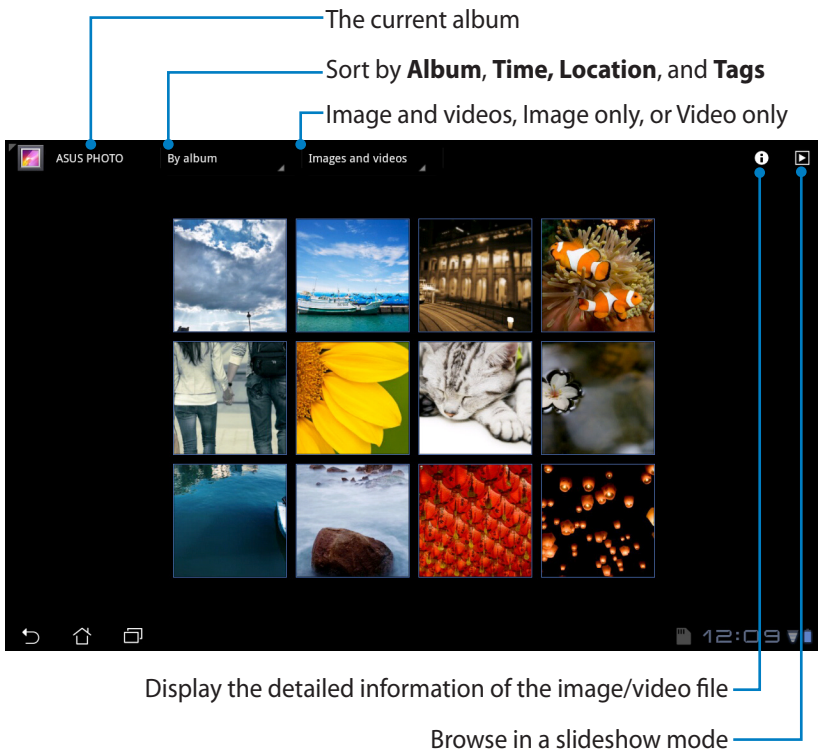 The current album
Sort by Album, Time, Location, and Tags
Image and videos, Image only, or Video only
ASUS PHOTO By album Images and videos
12:09
Display the detailed information of the image/video file
Browse in a slideshow mode